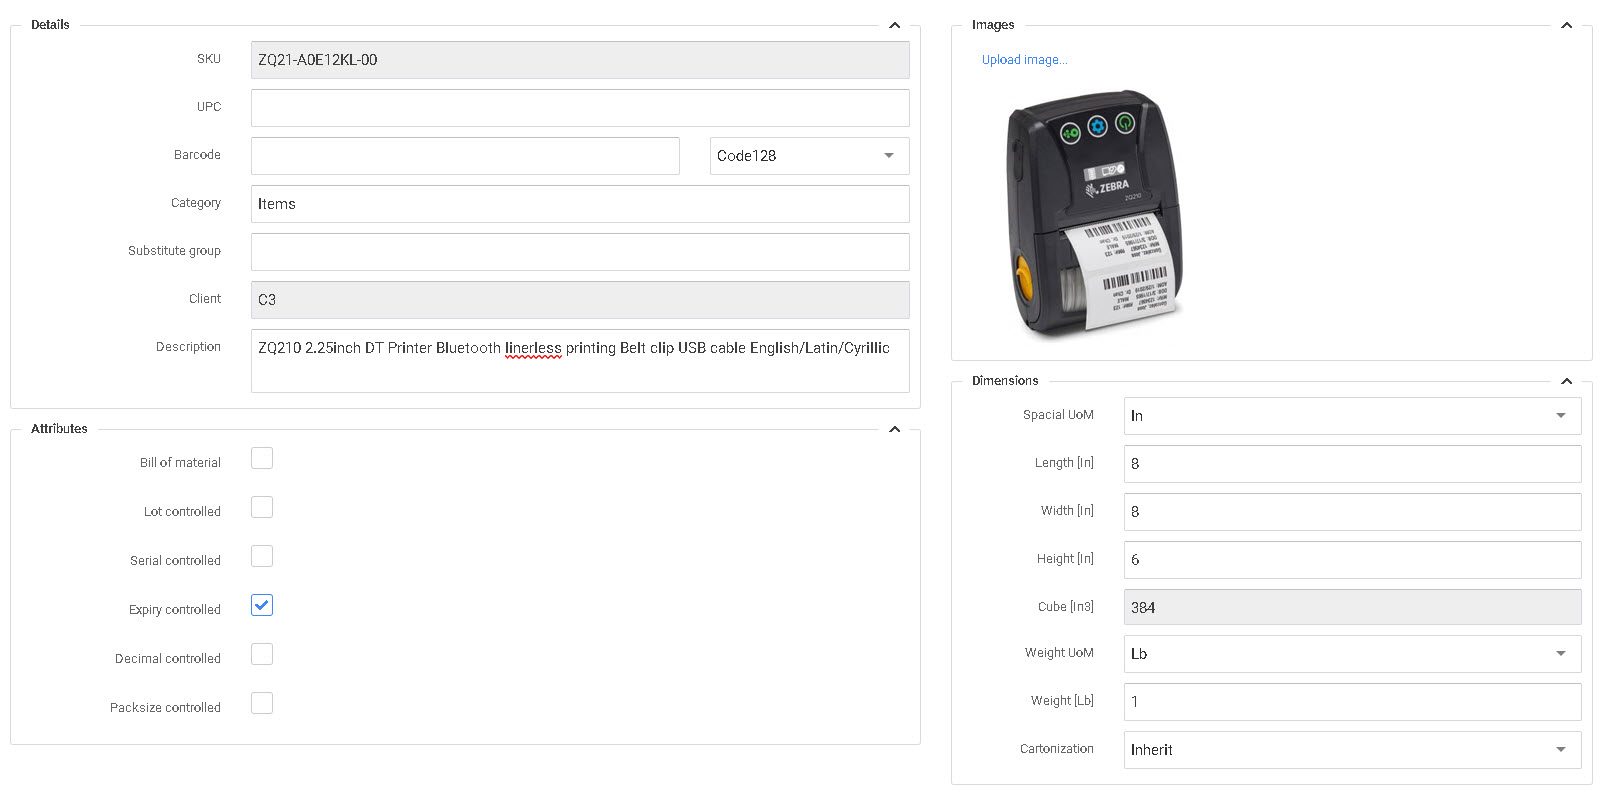 Details
SKU
ZQ21-A0E12KL-00
UPC
Barcode
Code128
Category
Items
Substitute group
Client
C3
Description
ZQ210 2.25inch DT Printer Bluetooth linerless printing Belt clip USB cable English/Latin/Cyrillic
Attributes
Bill of material
Lot controlled
Serial controlled
Expiry controlled
Decimal controlled
Packsize controlled
Images
Upload image...
ZEBRA
ZQ210
Dimensions
Spacial UoM
In
Length [In]
8
Width [In]
8
Height [In]
6
Cube [In3]
384
Weight UoM
Lb
Weight [Lb]
1
Cartonization
Inherit